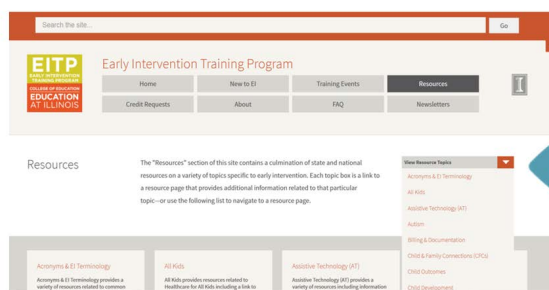 Search the site...
Go
EITP
EARLY INTERVENTION
TRAINING PROGRAM
COLLEGE OF EDUCATION
EDUCATION
AT ILLINOIS
Early Intervention Training Program
Home
New to EI
Training Events
Resources
Credit Requests
About
FAQ
Newsletters
I
Resources
The "Resources" section of this site contains a culmination of state and national
resources on a variety of topics specific to early intervention. Each topic box is a link to
a resource page that provides additional information related to that particular
topic--or use the following list to navigate to a resource page.
View Resource Topics
Acronyms & EI Terminology
All Kids
Assistive Technology (AT)
Autism
Billing & Documentation
Child & Family Connections (CFCs)
Child Outcomes
Child Development
Acronyms & EI Terminology
Acronyms & EI Terminology provides a
variety of resources related to common
All Kids
All Kids provides resources related to
Healthcare for All Kids including a link to
Assistive Technology (AT)
Assistive Technology (AT) provides a
variety of resources including information